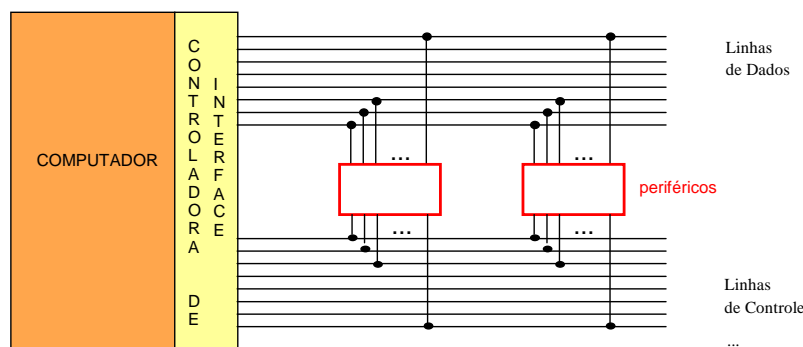 COMPUTADOR
CONTROLADORA DE
INTERFACE
Linhas
de Dados
...
...
periféricos
...
...
Linhas
de Controle
...